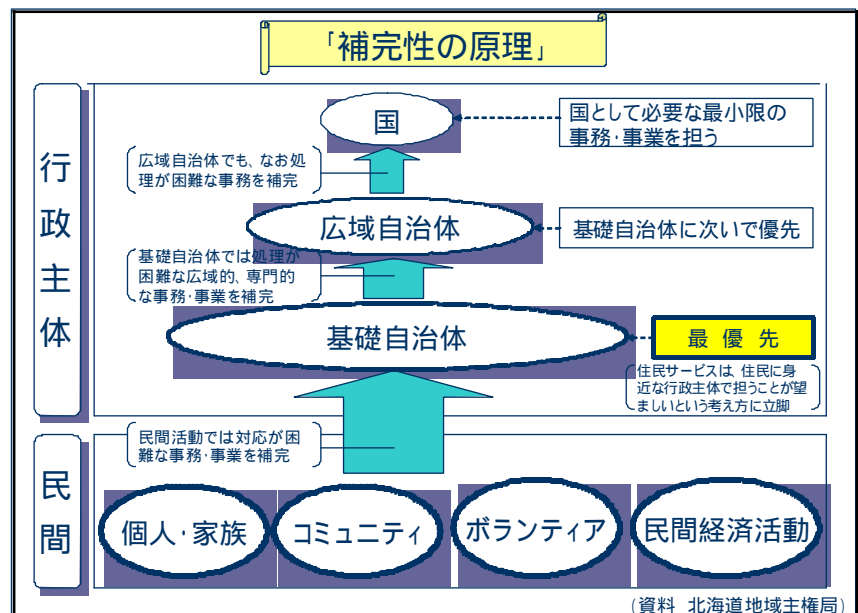 「補完性の原理」
行政主体
国
国として必要な最小限の
事務・事業を担う
広域自治体でも、なお処
理が困難な事務を補完
広域自治体
基礎自治体に次いで優先
基礎自治体では処理が
困難な広域的、専門的
な事務・事業を補完
基礎自治体
最 優 先
住民サービスは、住民に身
近な行政主体で担うことが望
ましいという考え方に立脚
民間活動では対応が困
難な事務・事業を補完
民間
個人・家族
コミュニティ
ボランティア
民間経済活動
(資料 北海道地域主権局)